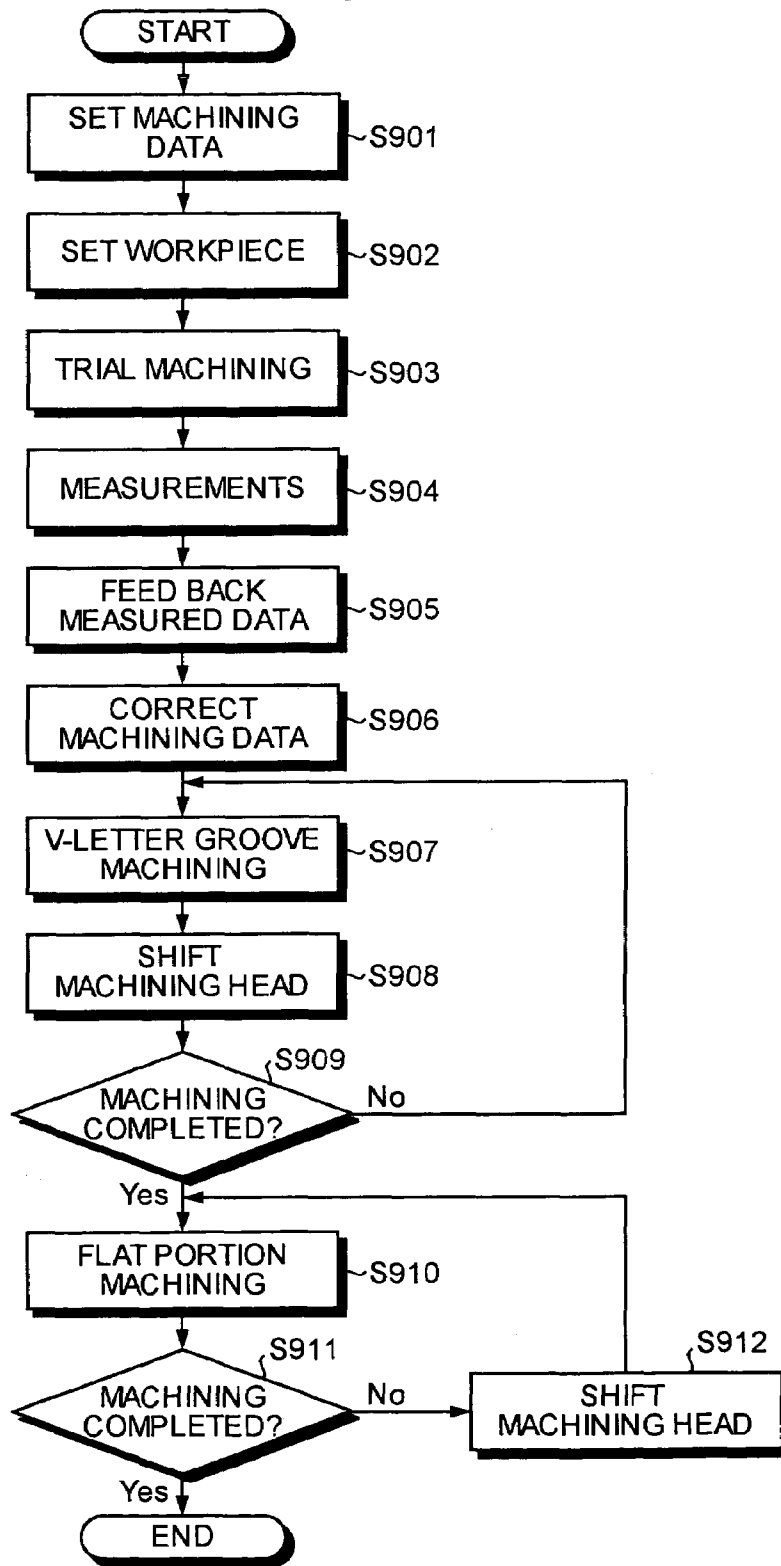 START
SET MACHINING
DATA
S901
SET WORKPIECE
S902
TRIAL MACHINING
S903
MEASUREMENTS
S904
FEED BACK
MEASURED DATA
S905
CORRECT
MACHINING DATA
S906
V-LETTER GROOVE
MACHINING
S907
SHIFT
MACHINING HEAD
S908
S909
MACHINING
COMPLETED?
No
Yes
FLAT PORTION
MACHINING
S910
S911
MACHINING
COMPLETED?
No
S912
SHIFT
MACHINING HEAD
Yes
END